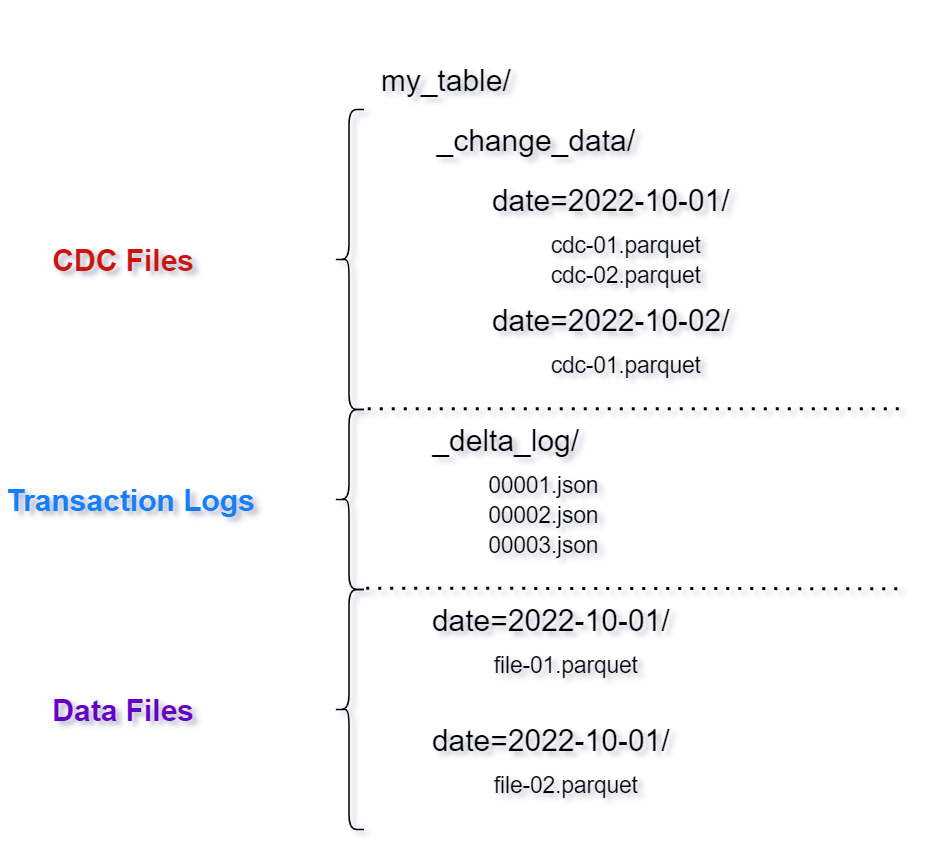 my_table/
_change_data/
date=2022-10-01/
cdc-01.parquet
cdc-02.parquet
CDC Files
date=2022-10-02/
cdc-01.parquet
_delta_log/
00001.json
Transaction Logs
00002.json
00003.json
date=2022-10-01/
file-01.parquet
Data Files
date=2022-10-01/
file-02.parquet